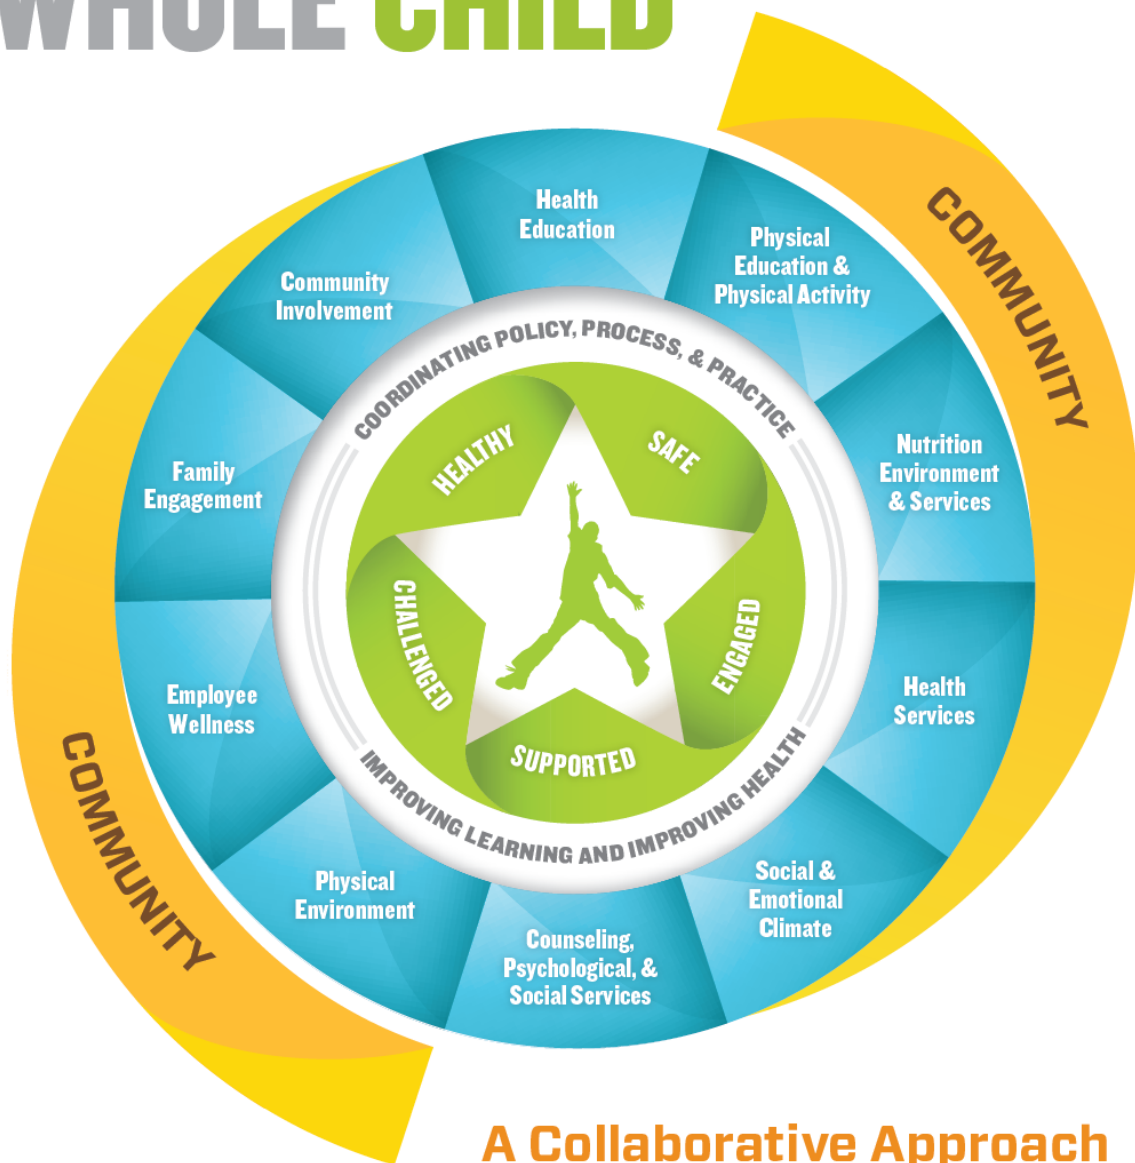 WHOLE CHILD
COMMUNITY
Health
Education
Physical
Education &
Physical Activity
Nutrition
Environment
& Services
Health
Services
Social &
Emotional
Climate
Counseling,
Psychological, &
Social Services
Physical
Environment
Employee
Wellness
Family
Engagement
Community
Involvement
COORDINATING POLICY, PROCESS, & PRACTICE
IMPROVING LEARNING AND IMPROVING HEALTH
HEALTHY
SAFE
ENGAGED
SUPPORTED
CHALLENGED
COMMUNITY
A Collaborative Approach